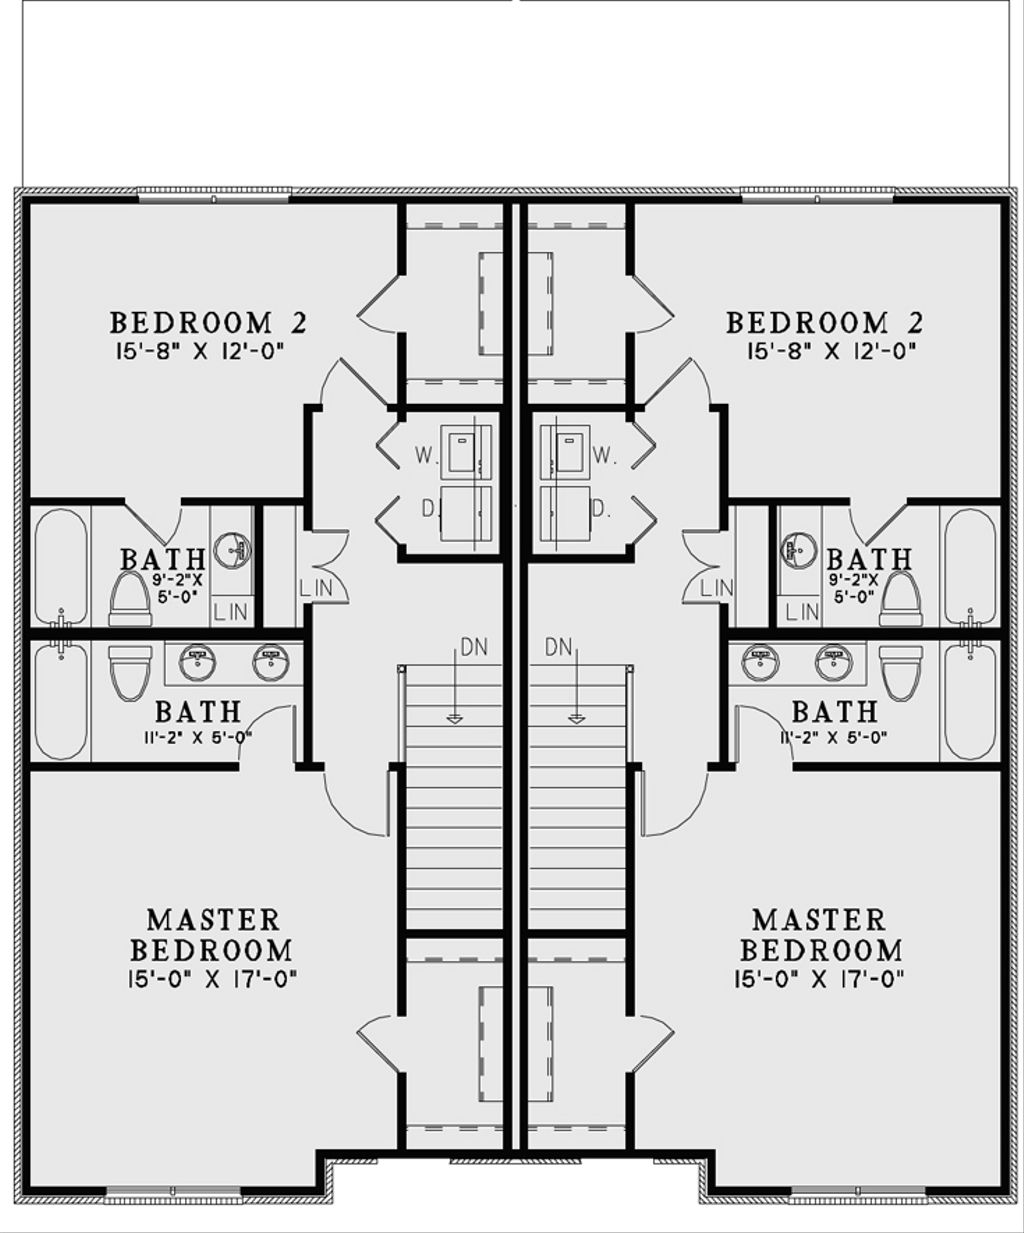 BEDROOM 2
15'-8" X 12'-0"
BEDROOM 2
15'-8" X 12'-0"
W.
D.
W.
D.
BATH
9'-2"X
5'-0"
LIN
LIN
LIN
BATH
9'-2"X
5'-0"
LIN
DN
DN
BATH
11'-2" X 5'-0"
BATH
11'-2" X 5'-0"
MASTER
BEDROOM
15'-0" X 17'-0"
MASTER
BEDROOM
15'-0" X 17'-0"